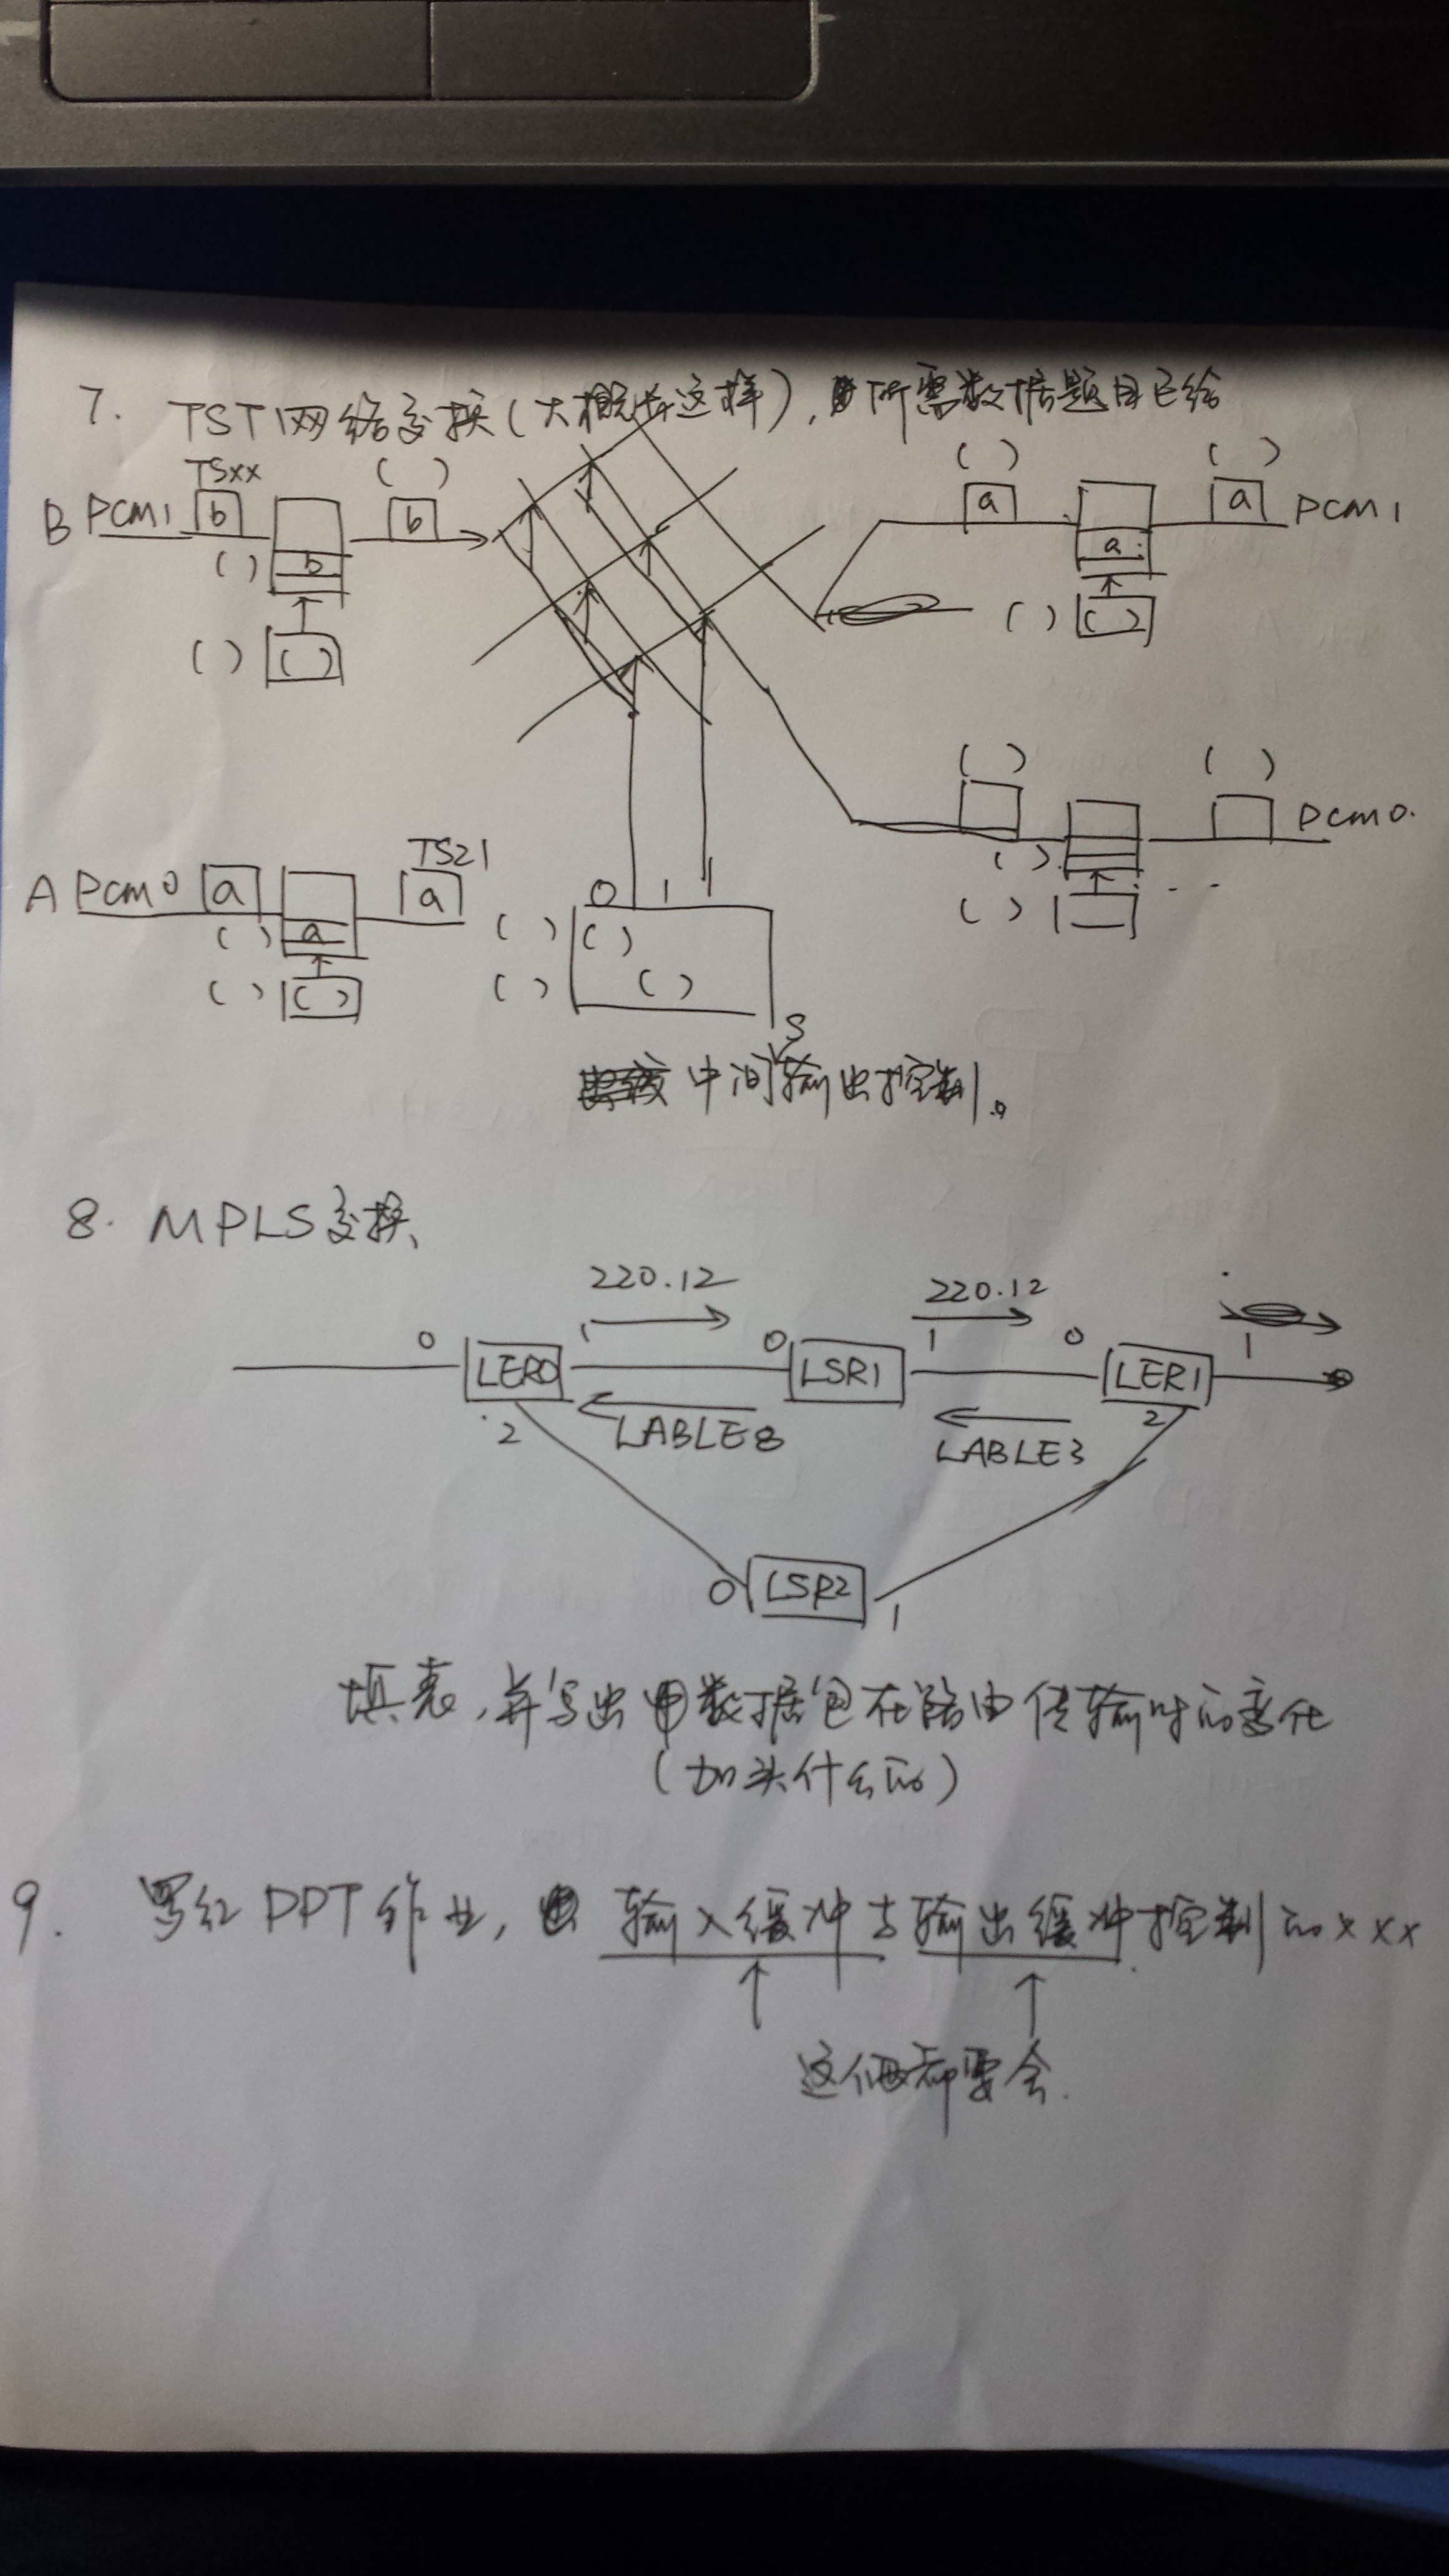 7. TST网络交换(大概长这样),所需数据题目已给
TSxx ( ) ( ) ( )
B PCM1 b b a a PCM1
( ) b a
( ) ( ) ( ) ( )
( ) ( )
TS21 PCM0.
A PCM0 a a ( )
0 1 ( )
( ) a ( ) ( )
( ) ( ) ( ) ( )
S
中间输出控制。
8. MPLS交换
220.12 220.12
0 1 0 1 0 1
LER0 LSR1 LER1
2 LABLE8 LABLE3 2
0 LSR2 1
填表,并写出数据包在路由传输时的变化
(加头什么的)
9. PPT作业, 输入缓冲与输出缓冲控制的xxx
这俩都要会.